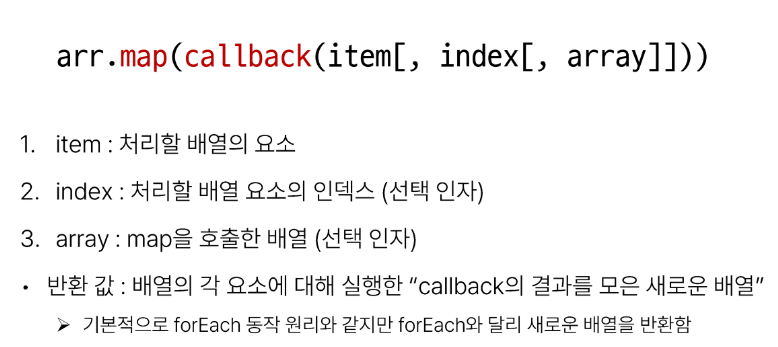 arr.map(callback(item[, index[, array]]))
1. item : 처리할 배열의 요소
2. index : 처리할 배열 요소의 인덱스 (선택 인자)
3. array : map을 호출한 배열 (선택 인자)
• 반환 값 : 배열의 각 요소에 대해 실행한 “callback의 결과를 모은 새로운 배열”
➢ 기본적으로 forEach 동작 원리와 같지만 forEach와 달리 새로운 배열을 반환함